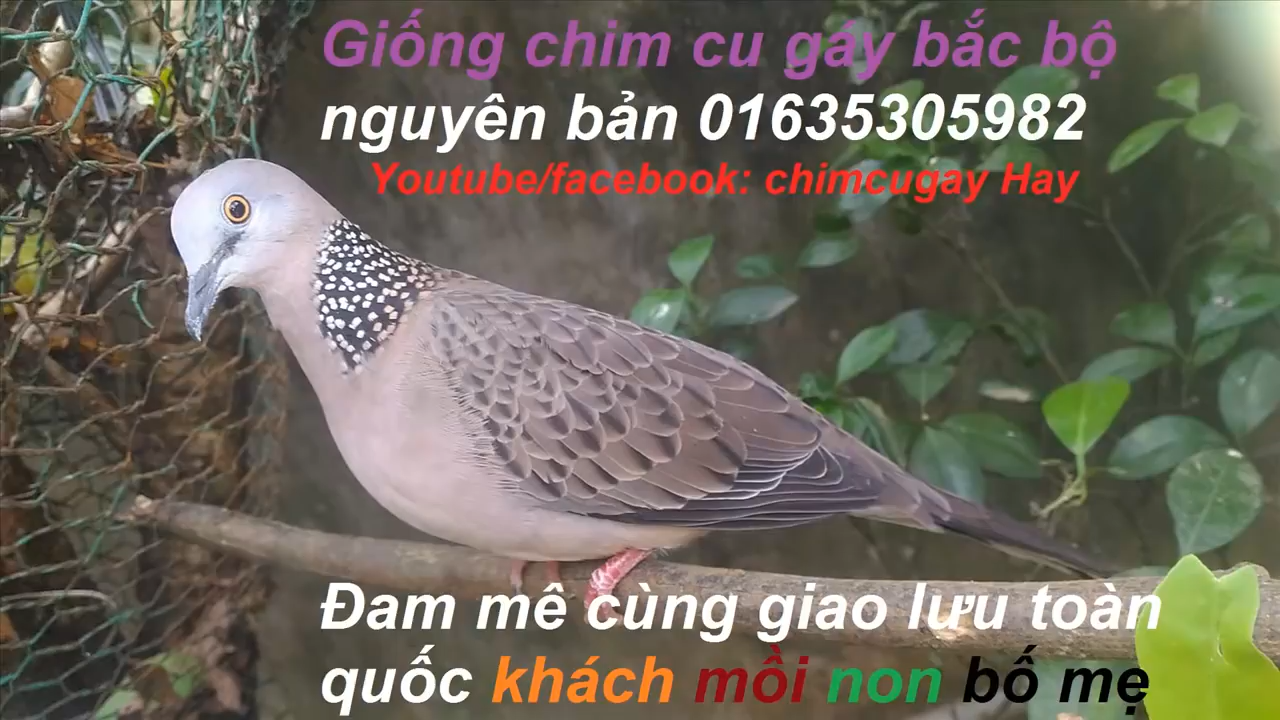 Giống chim cu gáy bắc bộ
nguyên bản 01635305982
Youtube/facebook: chimcugay Hay
Đam mê cùng giao lưu toàn
quốc khách mồi non bố mẹ